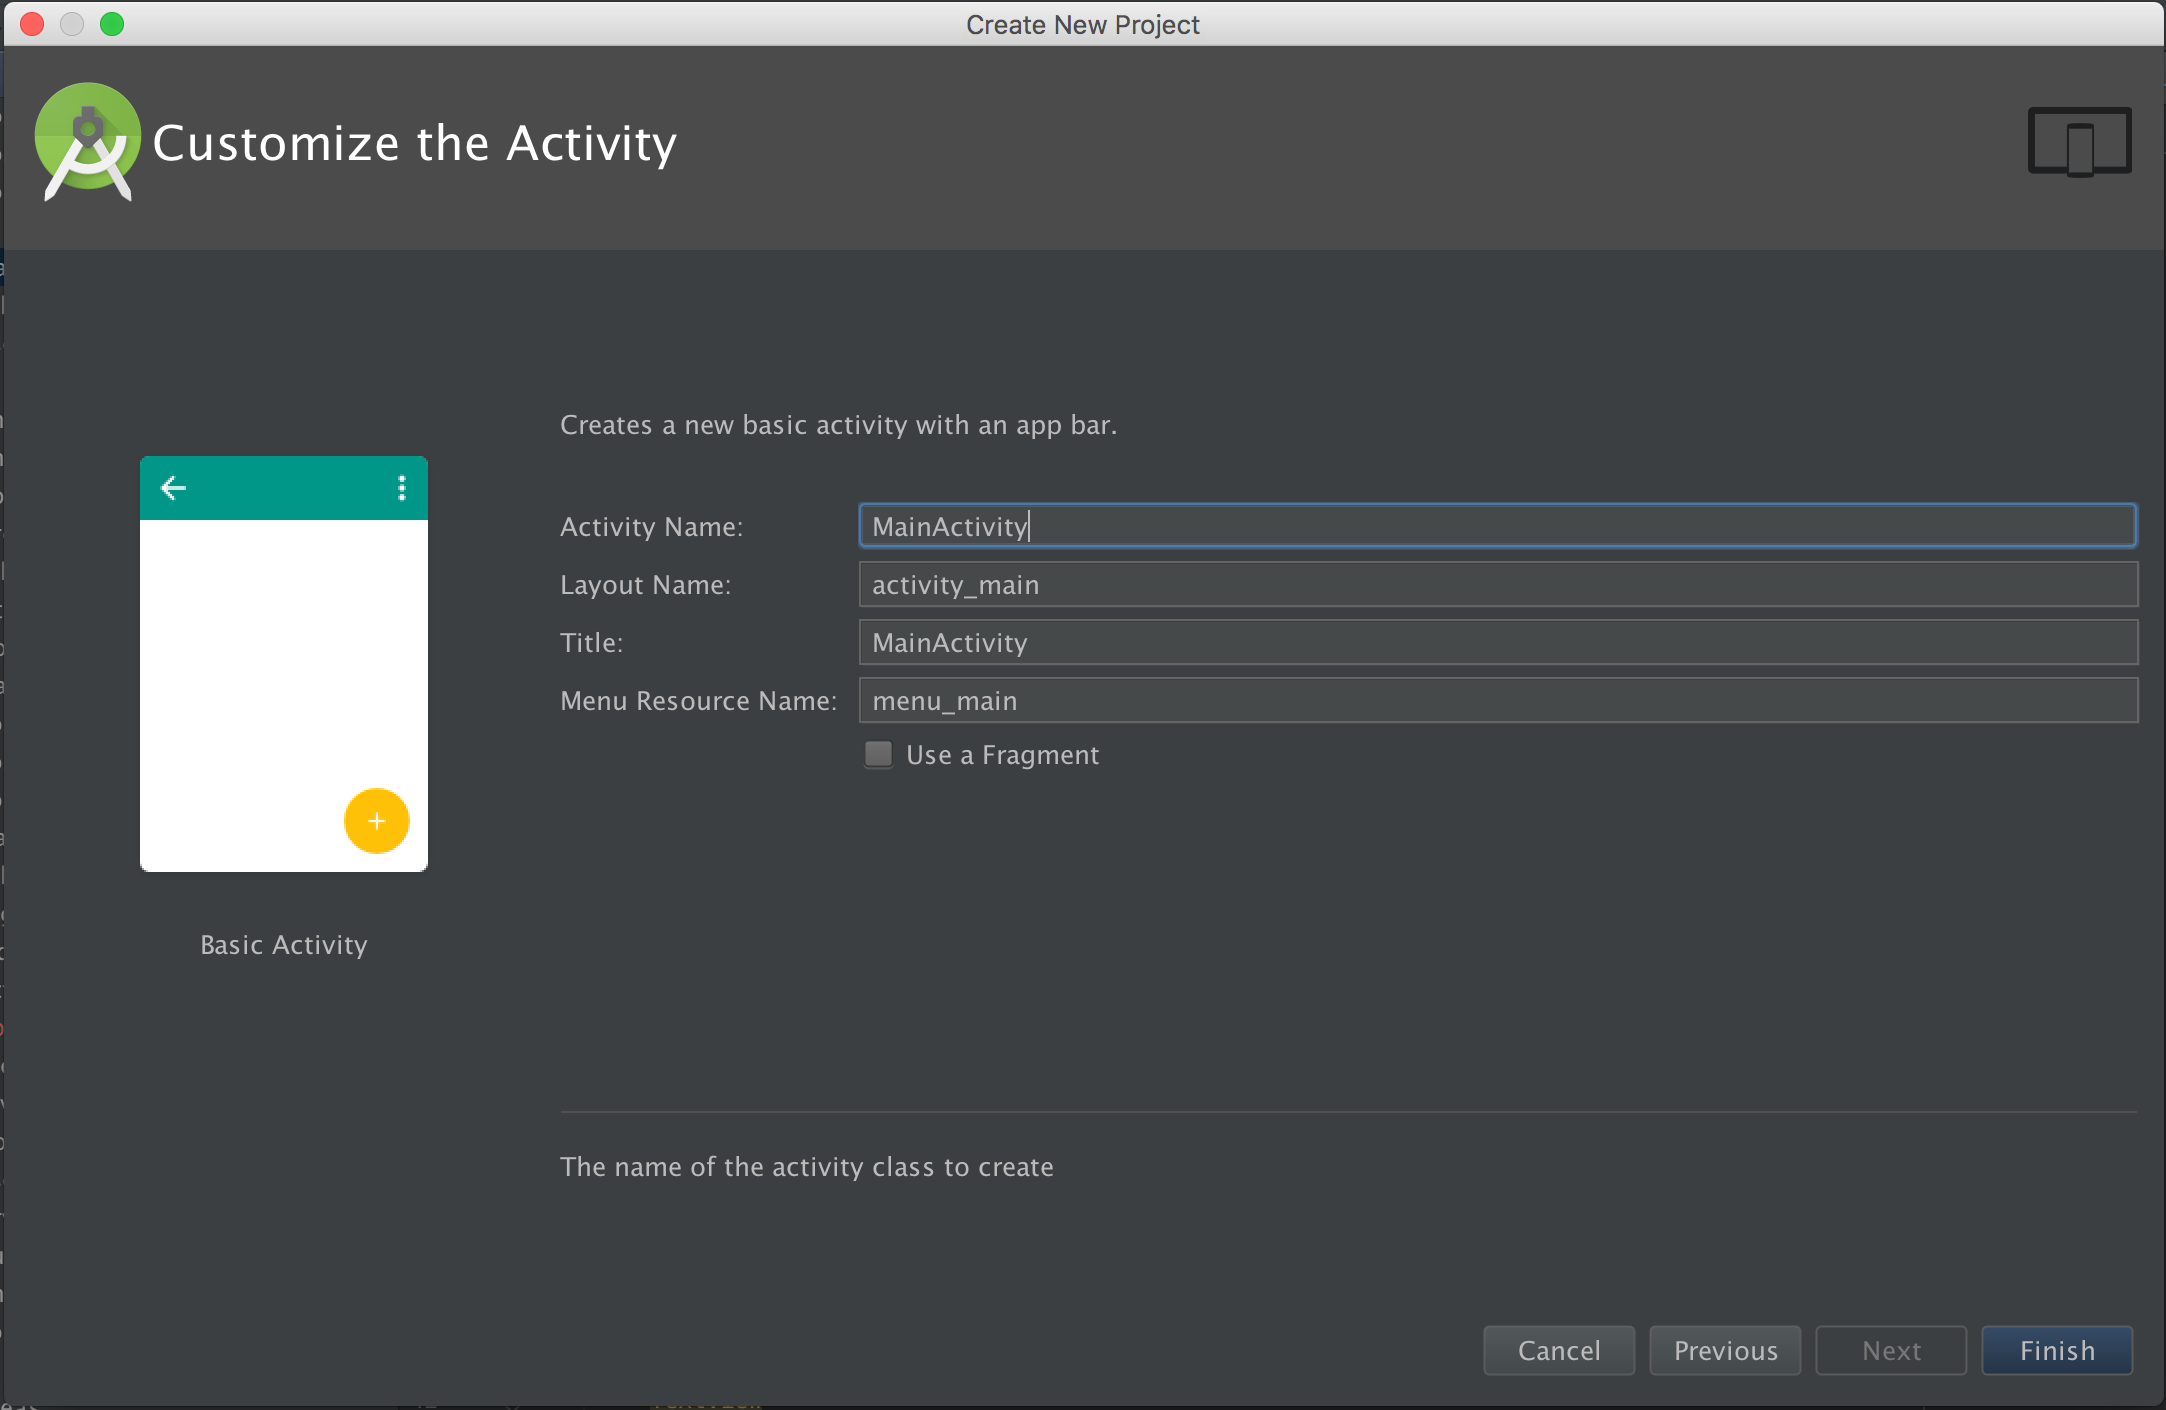 Create New Project
Customize the Activity
Creates a new basic activity with an app bar.
Activity Name: MainActivity
Layout Name: activity_main
Title: MainActivity
Menu Resource Name: menu_main
Use a Fragment
Basic Activity
The name of the activity class to create
Cancel Previous Next Finish